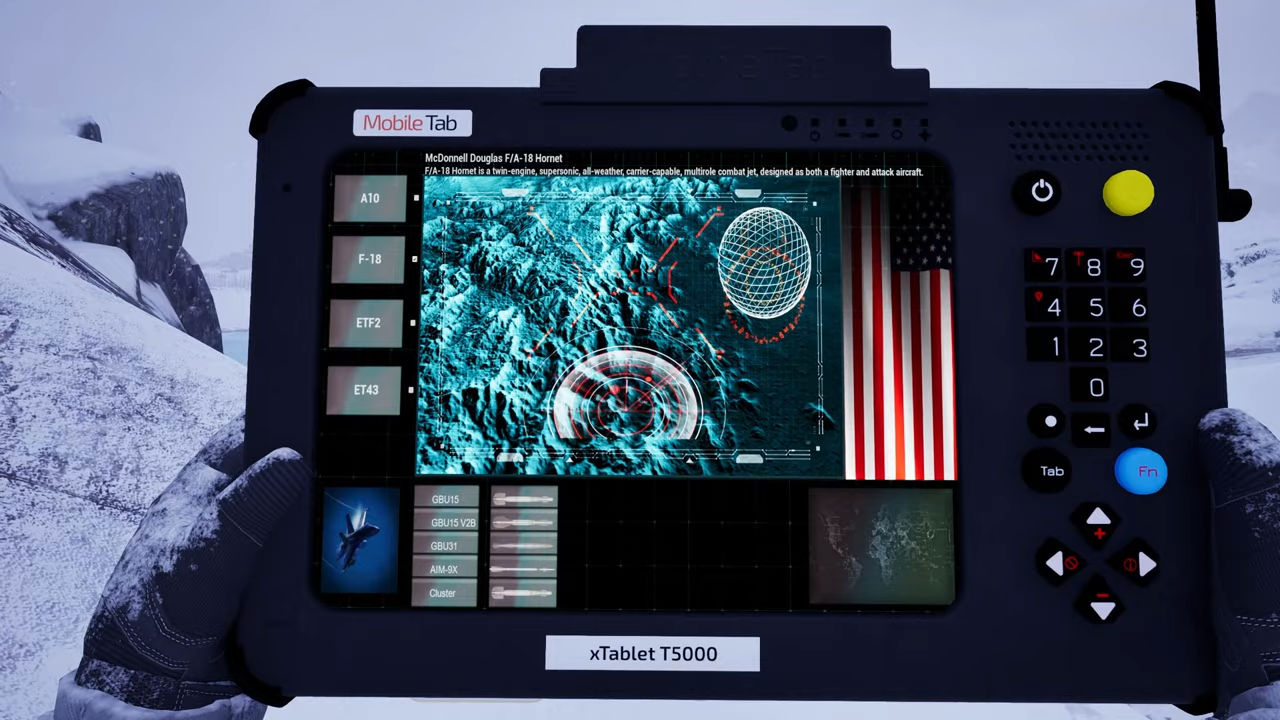 MobileTab
McDonnell Douglas F/A-18 Hornet
F/A-18 Hornet is a twin-engine, supersonic, all-weather, carrier-capable, multirole combat jet, designed as both a fighter and attack aircraft.
A10
F-18
ETF2
ET43
7 8 9
4 5 6
1 2 3
0
Tab
Fn
GBU15
GBU15 V2B
GBU31
AIM-9X
Cluster
xTablet T5000